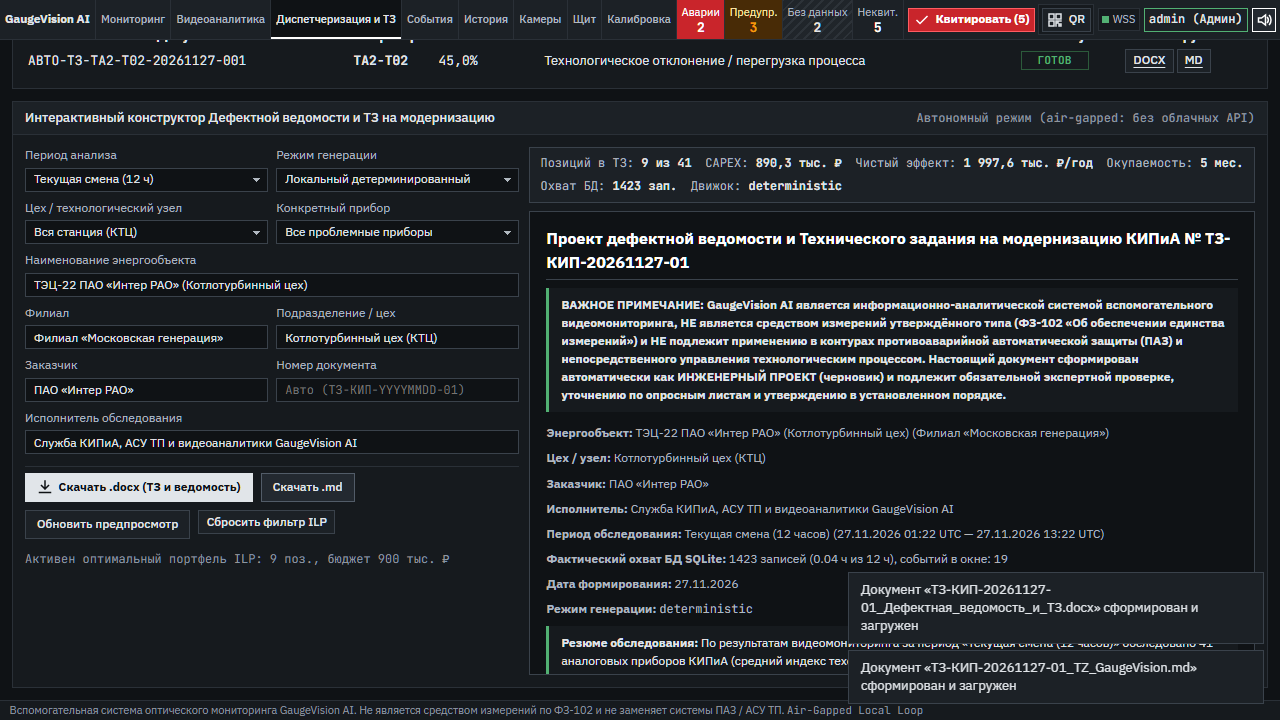 GaugeVision AI Мониторинг Видеоаналитика Диспетчеризация и ТЗ События История Камеры Щит Калибровка Аварии 2 Предупр. 3 Без данных 2 Неквит. 5 Квитировать (5) QR WSS admin (Админ)
АВТО-ТЗ-ТА2-Т02-20261127-001 ТА2-Т02 45,0% Технологическое отклонение / перегрузка процесса ГОТОВ DOCX MD
Интерактивный конструктор Дефектной ведомости и ТЗ на модернизацию Автономный режим (air-gapped: без облачных API)
Период анализа Режим генерации
Текущая смена (12 ч) Локальный детерминированный
Цех / технологический узел Конкретный прибор
Вся станция (КТЦ) Все проблемные приборы
Наименование энергообъекта
ТЭЦ-22 ПАО «Интер РАО» (Котлотурбинный цех)
Филиал Подразделение / цех
Филиал «Московская генерация» Котлотурбинный цех (КТЦ)
Заказчик Номер документа
ПАО «Интер РАО» Авто (ТЗ-КИП-YYYYMMDD-01)
Исполнитель обследования
Служба КИПиА, АСУ ТП и видеоаналитики GaugeVision AI
Скачать .docx (ТЗ и ведомость) Скачать .md
Обновить предпросмотр Сбросить фильтр ILP
Активен оптимальный портфель ILP: 9 поз., бюджет 900 тыс. ₽
Позиций в ТЗ: 9 из 41 CAPEX: 890,3 тыс. ₽ Чистый эффект: 1 997,6 тыс. ₽/год Окупаемость: 5 мес.
Охват БД: 1423 зап. Движок: deterministic
Проект дефектной ведомости и Технического задания на модернизацию КИПиА № ТЗ-
КИП-20261127-01
ВАЖНОЕ ПРИМЕЧАНИЕ: GaugeVision AI является информационно-аналитической системой вспомогательного
видеомониторинга, НЕ является средством измерений утверждённого типа (ФЗ-102 «Об обеспечении единства
измерений») и НЕ подлежит применению в контурах противоаварийной автоматической защиты (ПАЗ) и
непосредственного управления технологическим процессом. Настоящий документ сформирован
автоматически как ИНЖЕНЕРНЫЙ ПРОЕКТ (черновик) и подлежит обязательной экспертной проверке,
уточнению по опросным листам и утверждению в установленном порядке.
Энергообъект: ТЭЦ-22 ПАО «Интер РАО» (Котлотурбинный цех) (Филиал «Московская генерация»)
Цех / узел: Котлотурбинный цех (КТЦ)
Заказчик: ПАО «Интер РАО»
Исполнитель: Служба КИПиА, АСУ ТП и видеоаналитики GaugeVision AI
Период обследования: Текущая смена (12 часов) (27.11.2026 01:22 UTC — 27.11.2026 13:22 UTC)
Фактический охват БД SQLite: 1423 записей (0.04 ч из 12 ч), событий в окне: 19
Дата формирования: 27.11.2026
Режим генерации: deterministic
Резюме обследования: По результатам видеомониторинга за период «Текущая смена (12 часов)» обследовано 41
аналоговых приборов КИПиА (средний индекс
Документ «ТЗ-КИП-20261127-
01_Дефектная_ведомость_и_ТЗ.docx» сформирован и
загружен
Документ «ТЗ-КИП-20261127-01_TZ_GaugeVision.md»
сформирован и загружен
Вспомогательная система оптического мониторинга GaugeVision AI. Не является средством измерений по ФЗ-102 и не заменяет системы ПАЗ / АСУ ТП. Air-Gapped Local Loop